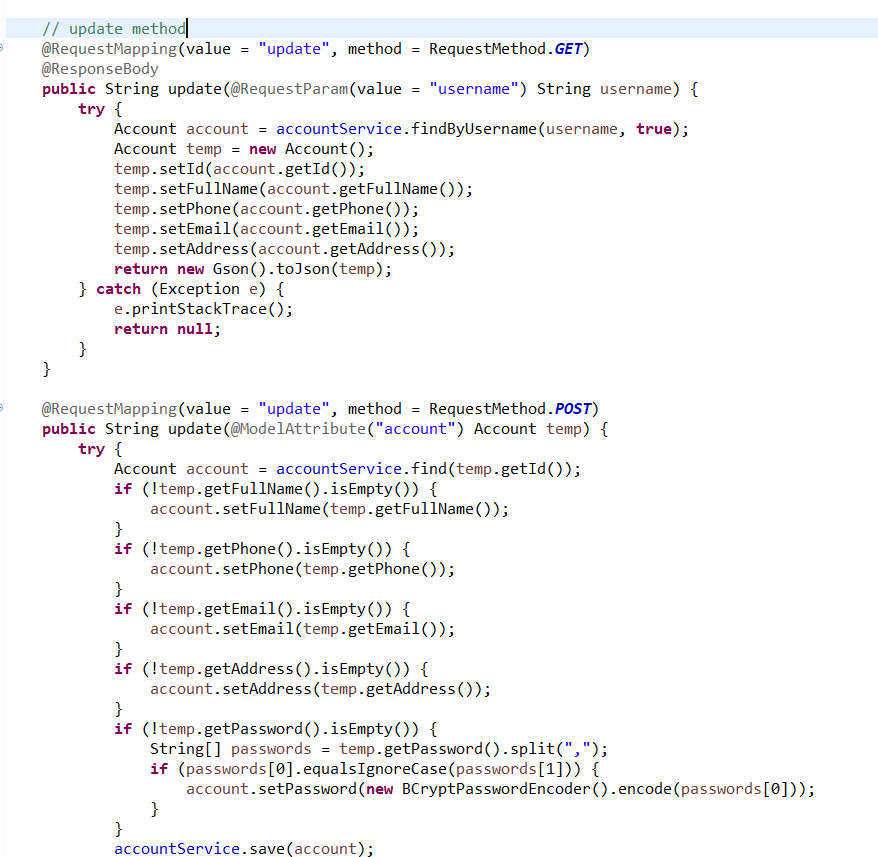 // update method
@RequestMapping(value = "update", method = RequestMethod.GET)
@ResponseBody
public String update(@RequestParam(value = "username") String username) {
    try {
        Account account = accountService.findByUsername(username, true);
        Account temp = new Account();
        temp.setId(account.getId());
        temp.setFullName(account.getFullName());
        temp.setPhone(account.getPhone());
        temp.setEmail(account.getEmail());
        temp.setAddress(account.getAddress());
        return new Gson().toJson(temp);
    } catch (Exception e) {
        e.printStackTrace();
        return null;
    }
}

@RequestMapping(value = "update", method = RequestMethod.POST)
public String update(@ModelAttribute("account") Account temp) {
    try {
        Account account = accountService.find(temp.getId());
        if (!temp.getFullName().isEmpty()) {
            account.setFullName(temp.getFullName());
        }
        if (!temp.getPhone().isEmpty()) {
            account.setPhone(temp.getPhone());
        }
        if (!temp.getEmail().isEmpty()) {
            account.setEmail(temp.getEmail());
        }
        if (!temp.getAddress().isEmpty()) {
            account.setAddress(temp.getAddress());
        }
        if (!temp.getPassword().isEmpty()) {
            String[] passwords = temp.getPassword().split(",");
            if (passwords[0].equalsIgnoreCase(passwords[1])) {
                account.setPassword(new BCryptPasswordEncoder().encode(passwords[0]));
            }
        }
        accountService.save(account);